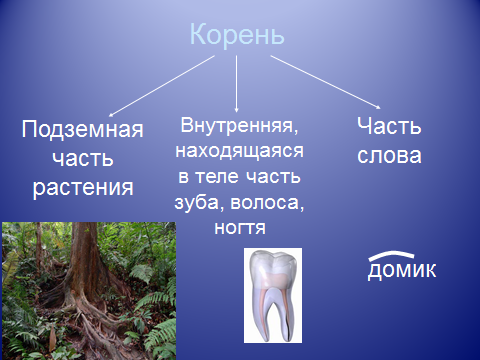 Корень
Подземная
часть
растения
Внутренняя,
находящаяся
в теле часть
зуба, волоса,
ногтя
Часть
слова
домик